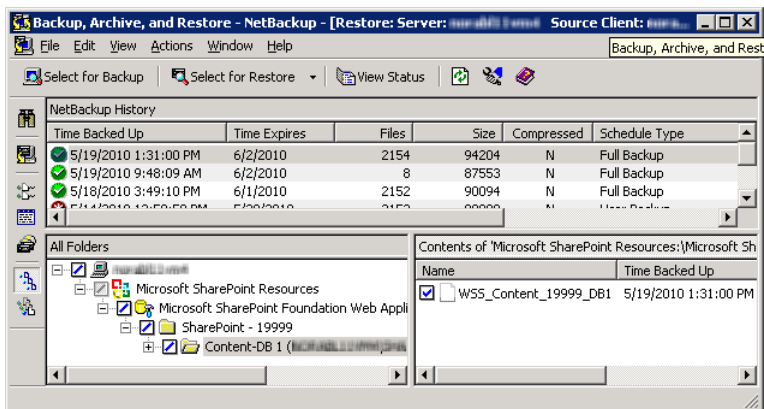 Backup, Archive, and Restore - NetBackup - [Restore: Server: Source Client:
File Edit View Actions Window Help
Backup, Archive, and Rest
Select for Backup Select for Restore View Status
NetBackup History
Time Backed Up Time Expires Files Size Compressed Schedule Type
5/19/2010 1:31:00 PM 6/2/2010 2154 94204 N Full Backup
5/19/2010 9:48:09 AM 6/2/2010 8 87553 N Full Backup
5/18/2010 3:49:10 PM 6/1/2010 2152 90094 N Full Backup
All Folders
Contents of 'Microsoft SharePoint Resources:\Microsoft Sh
Name Time Backed Up
Microsoft SharePoint Resources
WSS_Content_19999_DB1 5/19/2010 1:31:00 PM
Microsoft SharePoint Foundation Web Appli
SharePoint - 19999
Content-DB 1 (